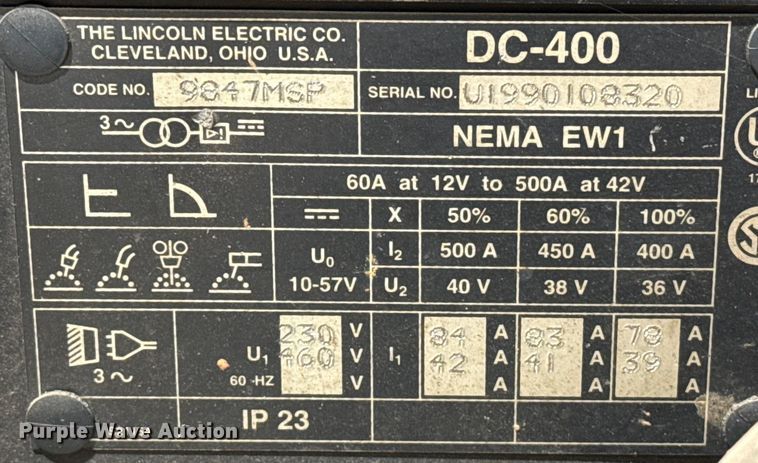 THE LINCOLN ELECTRIC CO.
CLEVELAND, OHIO U.S.A.
DC-400
CODE NO. 9847MSP
SERIAL NO. U1990108320
3~
NEMA EW1
60A at 12V to 500A at 42V
X 50% 60% 100%
U0 I2 500 A 450 A 400 A
10-57V U2 40 V 38 V 36 V
230 V 84 A 83 A 78 A
U1 460 V I1 42 A 41 A 39 A
3~ 60 -HZ V A A A
IP 23
Purple Wave Auction